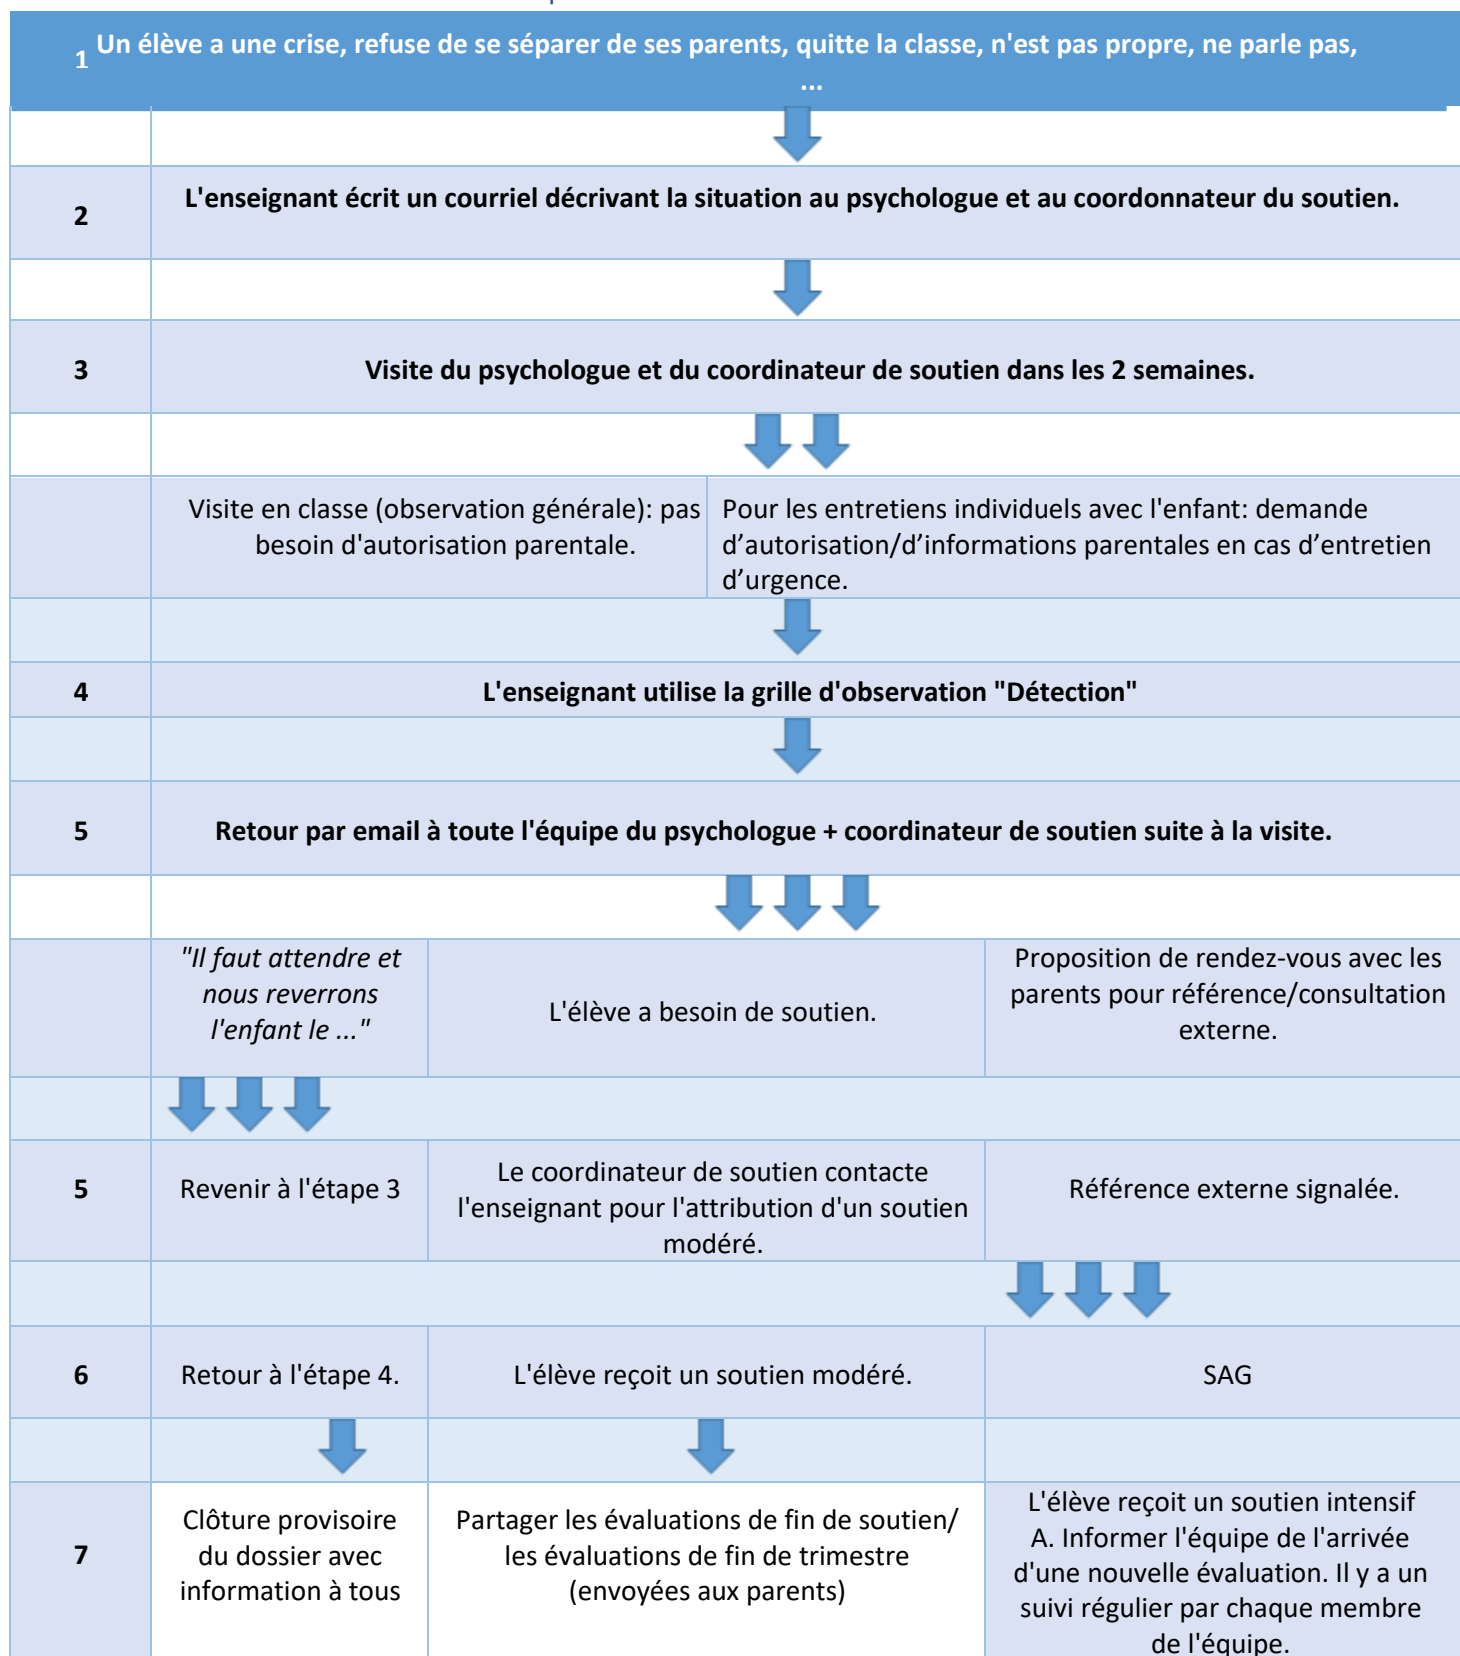 1 Un élève a une crise, refuse de se séparer de ses parents, quitte la classe, n'est pas propre, ne parle pas,
...
2
L'enseignant écrit un courriel décrivant la situation au psychologue et au coordonnateur du soutien.
3
Visite du psychologue et du coordinateur de soutien dans les 2 semaines.
Visite en classe (observation générale): pas
besoin d'autorisation parentale.
Pour les entretiens individuels avec l'enfant: demande
d’autorisation/d’informations parentales en cas d’entretien
d’urgence.
4
L'enseignant utilise la grille d'observation "Détection"
5
Retour par email à toute l'équipe du psychologue + coordinateur de soutien suite à la visite.
"Il faut attendre et
nous reverrons
l'enfant le ..."
L'élève a besoin de soutien.
Proposition de rendez-vous avec les
parents pour référence/consultation
externe.
5
Revenir à l'étape 3
Le coordinateur de soutien contacte
l'enseignant pour l'attribution d'un soutien
modéré.
Référence externe signalée.
6
Retour à l'étape 4.
L'élève reçoit un soutien modéré.
SAG
7
Clôture provisoire
du dossier avec
information à tous
Partager les évaluations de fin de soutien/
les évaluations de fin de trimestre
(envoyées aux parents)
L'élève reçoit un soutien intensif
A. Informer l'équipe de l'arrivée
d'une nouvelle évaluation. Il y a un
suivi régulier par chaque membre
de l'équipe.